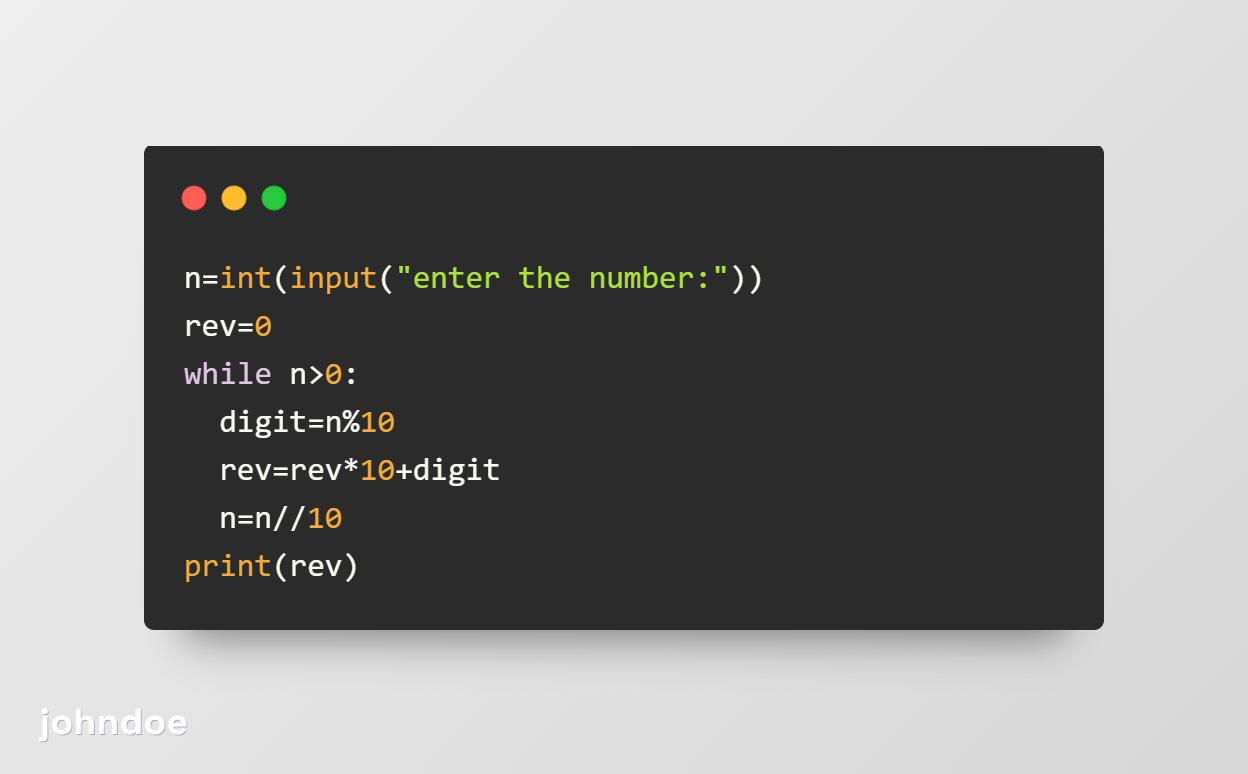 n=int(input("enter the number:"))
rev=0
while n>0:
  digit=n%10
  rev=rev*10+digit
  n=n//10
print(rev)
johndoe